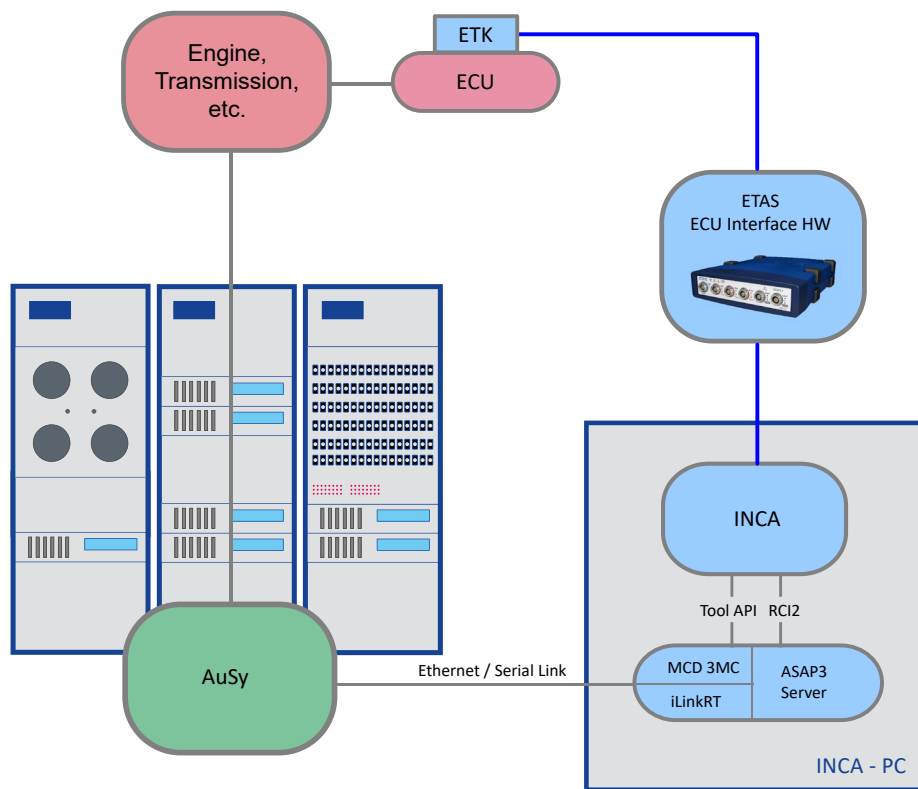 Engine,
Transmission,
etc.
ETK
ECU
ETAS
ECU Interface HW
INCA
Tool API
RCI2
AuSy
Ethernet / Serial Link
MCD 3MC
iLinkRT
ASAP3
Server
INCA - PC